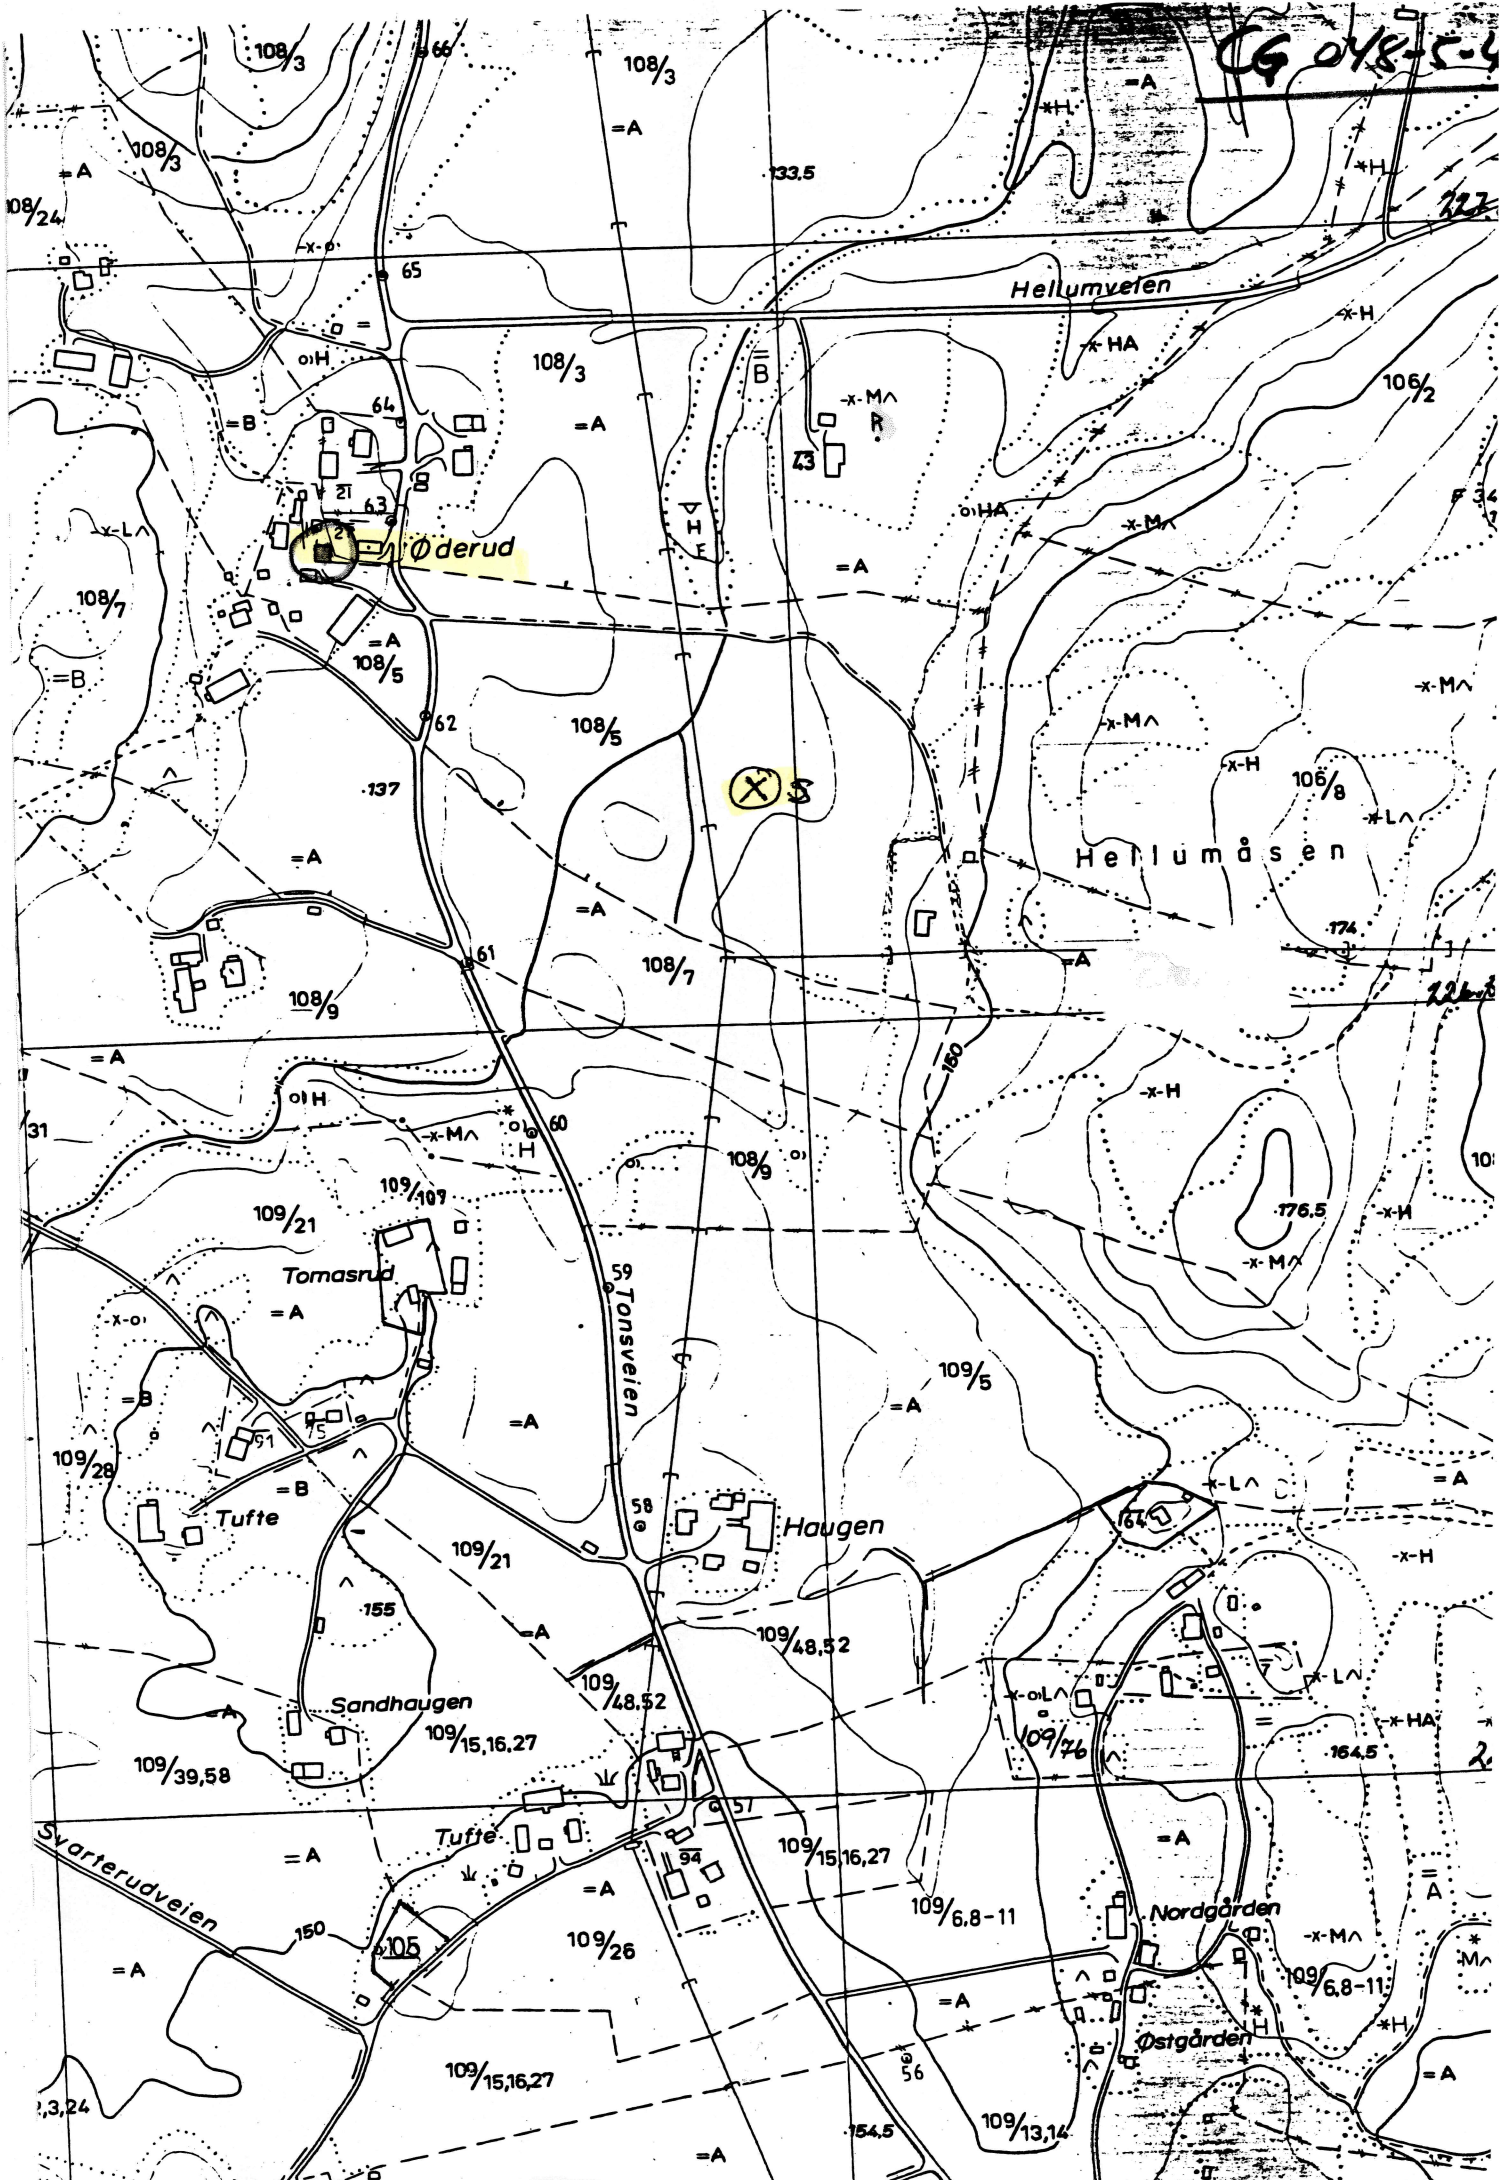 CG 048-5-4
108/3
66
108/3
=A
=A
*H
108/3
=A
133.5
*H
108/24
227
-x-o
65
Hellumveien
-x-H
=
o)H
108/3
=
B
-x-HA
106/2
64
=B
=A
-x-M^
R
43
21
63
H
F
o)HA
-x-M^
-x-L^
Øderud
=A
108/7
=A
108/5
=B
62
108/5
-x-M^
-x-M^
137
X S
-x-H
106/8
=A
Hellumåsen
=A
174
61
108/7
=A
108/9
=A
150
o)H
-x-H
31
60
-x-M^
H
o)
108/9
o)
109/107
109/21
176.5
-x-H
Tomasrud
59
-x-M^
=A
-x-o)
Tonsveien
109/5
=B
=A
=A
91
75
109/28
=A
=B
-x-L^
Tufte
58
Haugen
164
109/21
-x-H
155
=A
109/48,52
7
-x-L^
109/48,52
Sandhaugen
-x-o)L^
=A
109/15,16,27
109/76
=
-x-HA
109/39,58
164.5
57
Svarterudveien
Tufte
94
=A
109/15,16,27
=A
=
A
=A
109/6,8-11
Nordgården
150
105
109/26
-x-M^
=A
109/6,8-11
=A
*H
*H
Østgården
56
109/15,16,27
=A
,3,24
109/13,14
154.5
=A